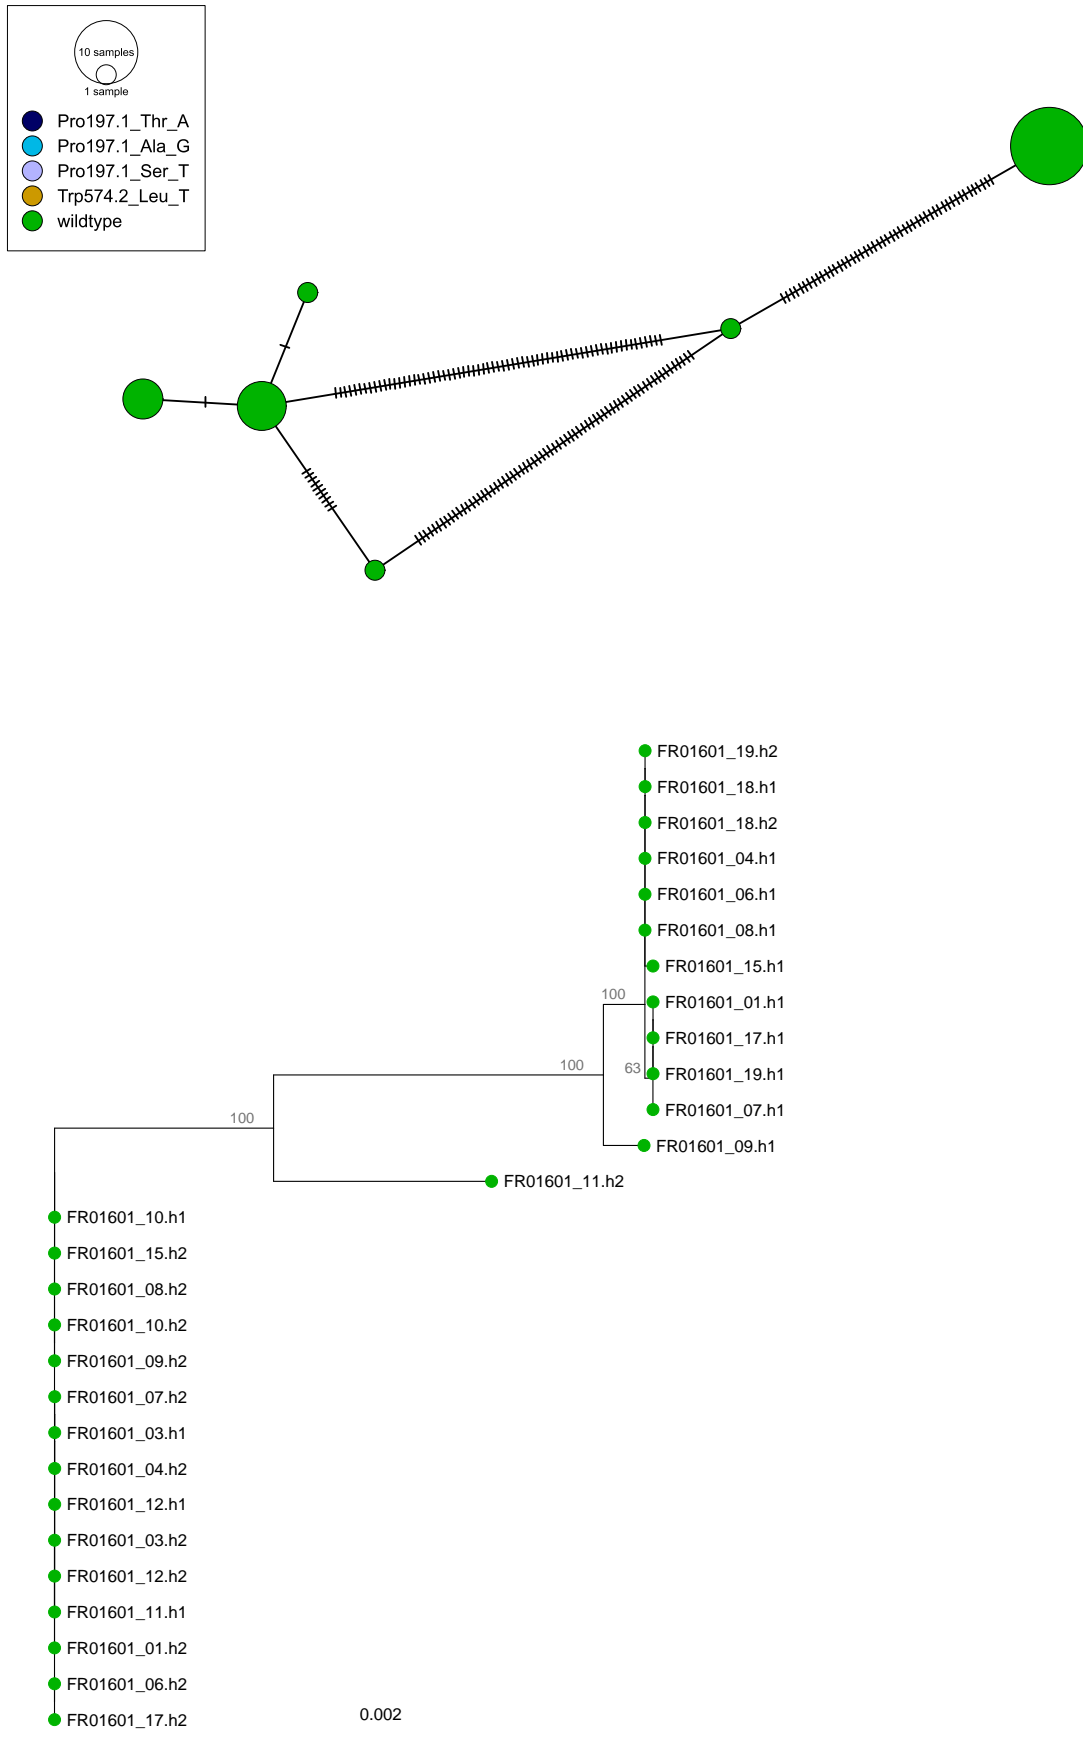 10 samples
1 sample
Pro197.1_Thr_A
Pro197.1_Ala_G
Pro197.1_Ser_T
Trp574.2_Leu_T
wildtype
FR01601_19.h2
FR01601_18.h1
FR01601_18.h2
FR01601_04.h1
FR01601_06.h1
FR01601_08.h1
FR01601_15.h1
100
FR01601_01.h1
FR01601_17.h1
100
63
FR01601_19.h1
FR01601_07.h1
100
FR01601_09.h1
FR01601_11.h2
FR01601_10.h1
FR01601_15.h2
FR01601_08.h2
FR01601_10.h2
FR01601_09.h2
FR01601_07.h2
FR01601_03.h1
FR01601_04.h2
FR01601_12.h1
FR01601_03.h2
FR01601_12.h2
FR01601_11.h1
FR01601_01.h2
FR01601_06.h2
FR01601_17.h2
0.002